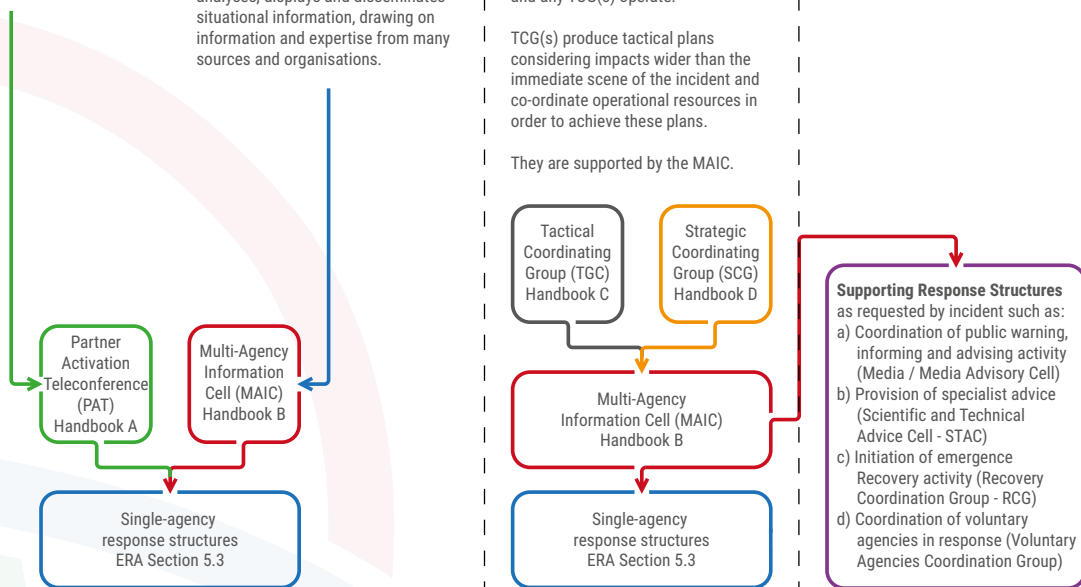 analyses, displays and disseminates
situational information, drawing on
information and expertise from many
sources and organisations.
and any TCG(s) operate.
TCG(s) produce tactical plans
considering impacts wider than the
immediate scene of the incident and
co-ordinate operational resources in
order to achieve these plans.
They are supported by the MAIC.
Partner
Activation
Teleconference
(PAT)
Handbook A
Multi-Agency
Information
Cell (MAIC)
Handbook B
Single-agency
response structures
ERA Section 5.3
Tactical
Coordinating
Group (TGC)
Handbook C
Strategic
Coordinating
Group (SCG)
Handbook D
Multi-Agency
Information Cell (MAIC)
Handbook B
Single-agency
response structures
ERA Section 5.3
Supporting Response Structures
as requested by incident such as:
a) Coordination of public warning,
informing and advising activity
(Media / Media Advisory Cell)
b) Provision of specialist advice
(Scientific and Technical
Advice Cell - STAC)
c) Initiation of emergence
Recovery activity (Recovery
Coordination Group - RCG)
d) Coordination of voluntary
agencies in response (Voluntary
Agencies Coordination Group)